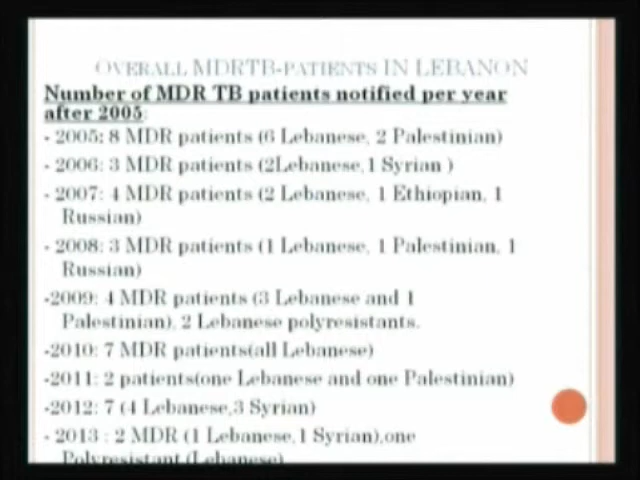 OVERALL MDRTB-PATIENTS IN LEBANON
Number of MDR TB patients notified per year
after 2005:
- 2005: 8 MDR patients (6 Lebanese, 2 Palestinian)
- 2006: 3 MDR patients (2Lebanese,1 Syrian )
- 2007: 4 MDR patients (2 Lebanese, 1 Ethiopian, 1
Russian)
- 2008: 3 MDR patients (1 Lebanese, 1 Palestinian, 1
Russian)
-2009: 4 MDR patients (3 Lebanese and 1
Palestinian), 2 Lebanese polyresistants.
-2010: 7 MDR patients(all Lebanese)
-2011: 2 patients(one Lebanese and one Palestinian)
-2012: 7 (4 Lebanese,3 Syrian)
- 2013 : 2 MDR (1 Lebanese,1 Syrian),one
Polyresistant (Lebanese)